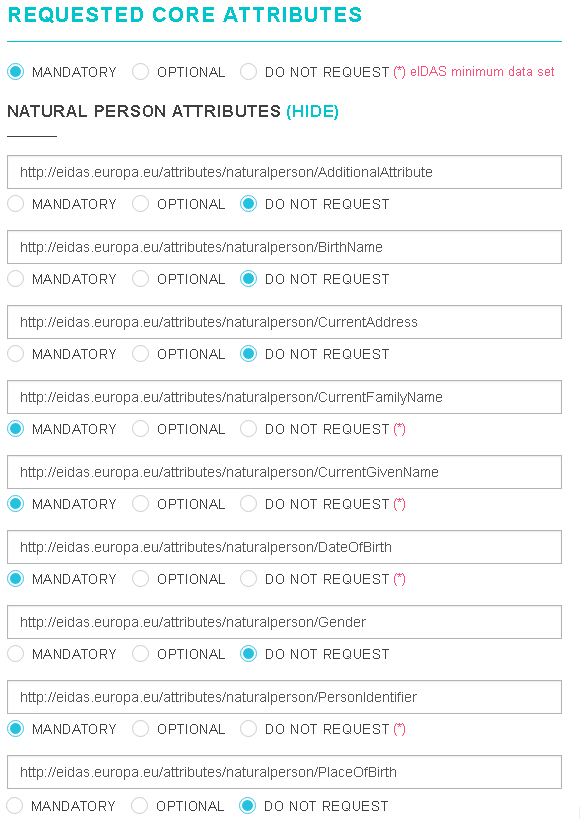 REQUESTED CORE ATTRIBUTES
MANDATORY OPTIONAL DO NOT REQUEST (*) eIDAS minimum data set
NATURAL PERSON ATTRIBUTES (HIDE)
http://eidas.europa.eu/attributes/naturalperson/AdditionalAttribute
MANDATORY OPTIONAL DO NOT REQUEST
http://eidas.europa.eu/attributes/naturalperson/BirthName
MANDATORY OPTIONAL DO NOT REQUEST
http://eidas.europa.eu/attributes/naturalperson/CurrentAddress
MANDATORY OPTIONAL DO NOT REQUEST
http://eidas.europa.eu/attributes/naturalperson/CurrentFamilyName
MANDATORY OPTIONAL DO NOT REQUEST (*)
http://eidas.europa.eu/attributes/naturalperson/CurrentGivenName
MANDATORY OPTIONAL DO NOT REQUEST (*)
http://eidas.europa.eu/attributes/naturalperson/DateOfBirth
MANDATORY OPTIONAL DO NOT REQUEST (*)
http://eidas.europa.eu/attributes/naturalperson/Gender
MANDATORY OPTIONAL DO NOT REQUEST
http://eidas.europa.eu/attributes/naturalperson/PersonIdentifier
MANDATORY OPTIONAL DO NOT REQUEST (*)
http://eidas.europa.eu/attributes/naturalperson/PlaceOfBirth
MANDATORY OPTIONAL DO NOT REQUEST